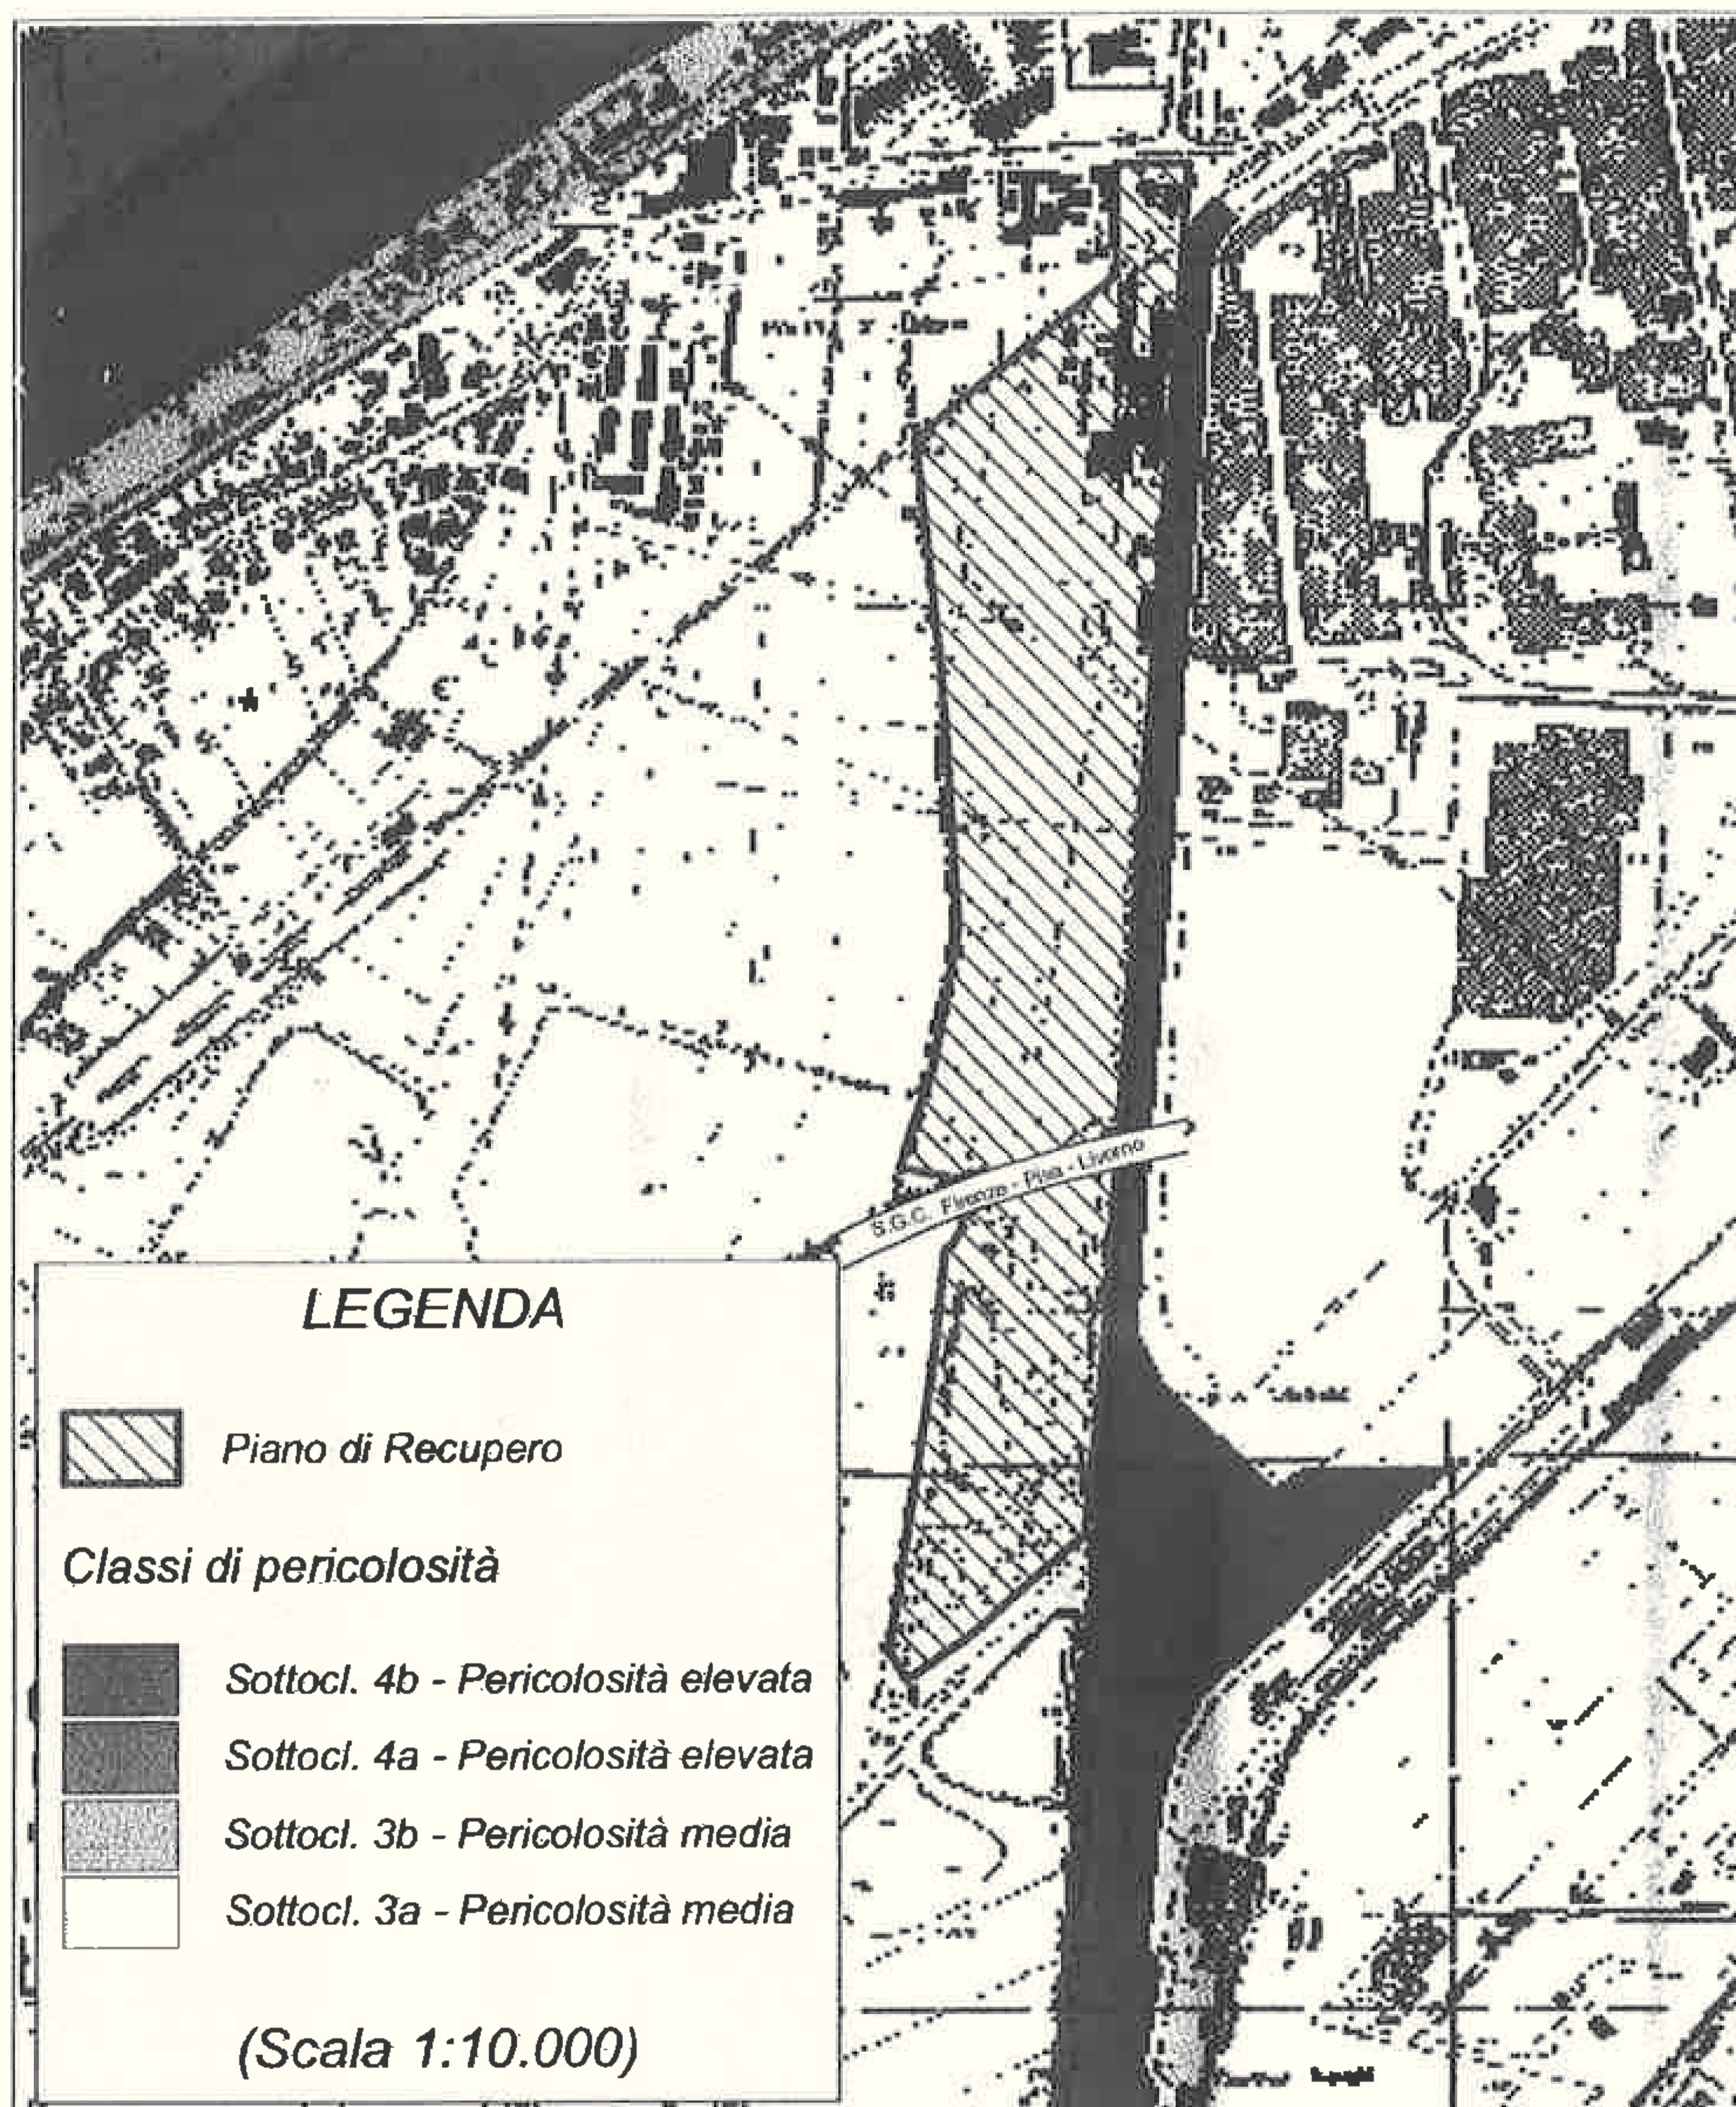 S.G.C. Firenze - Pisa - Livorno
LEGENDA
Piano di Recupero
Classi di pericolosità
Sottocl. 4b - Pericolosità elevata
Sottocl. 4a - Pericolosità elevata
Sottocl. 3b - Pericolosità media
Sottocl. 3a - Pericolosità media
(Scala 1:10.000)